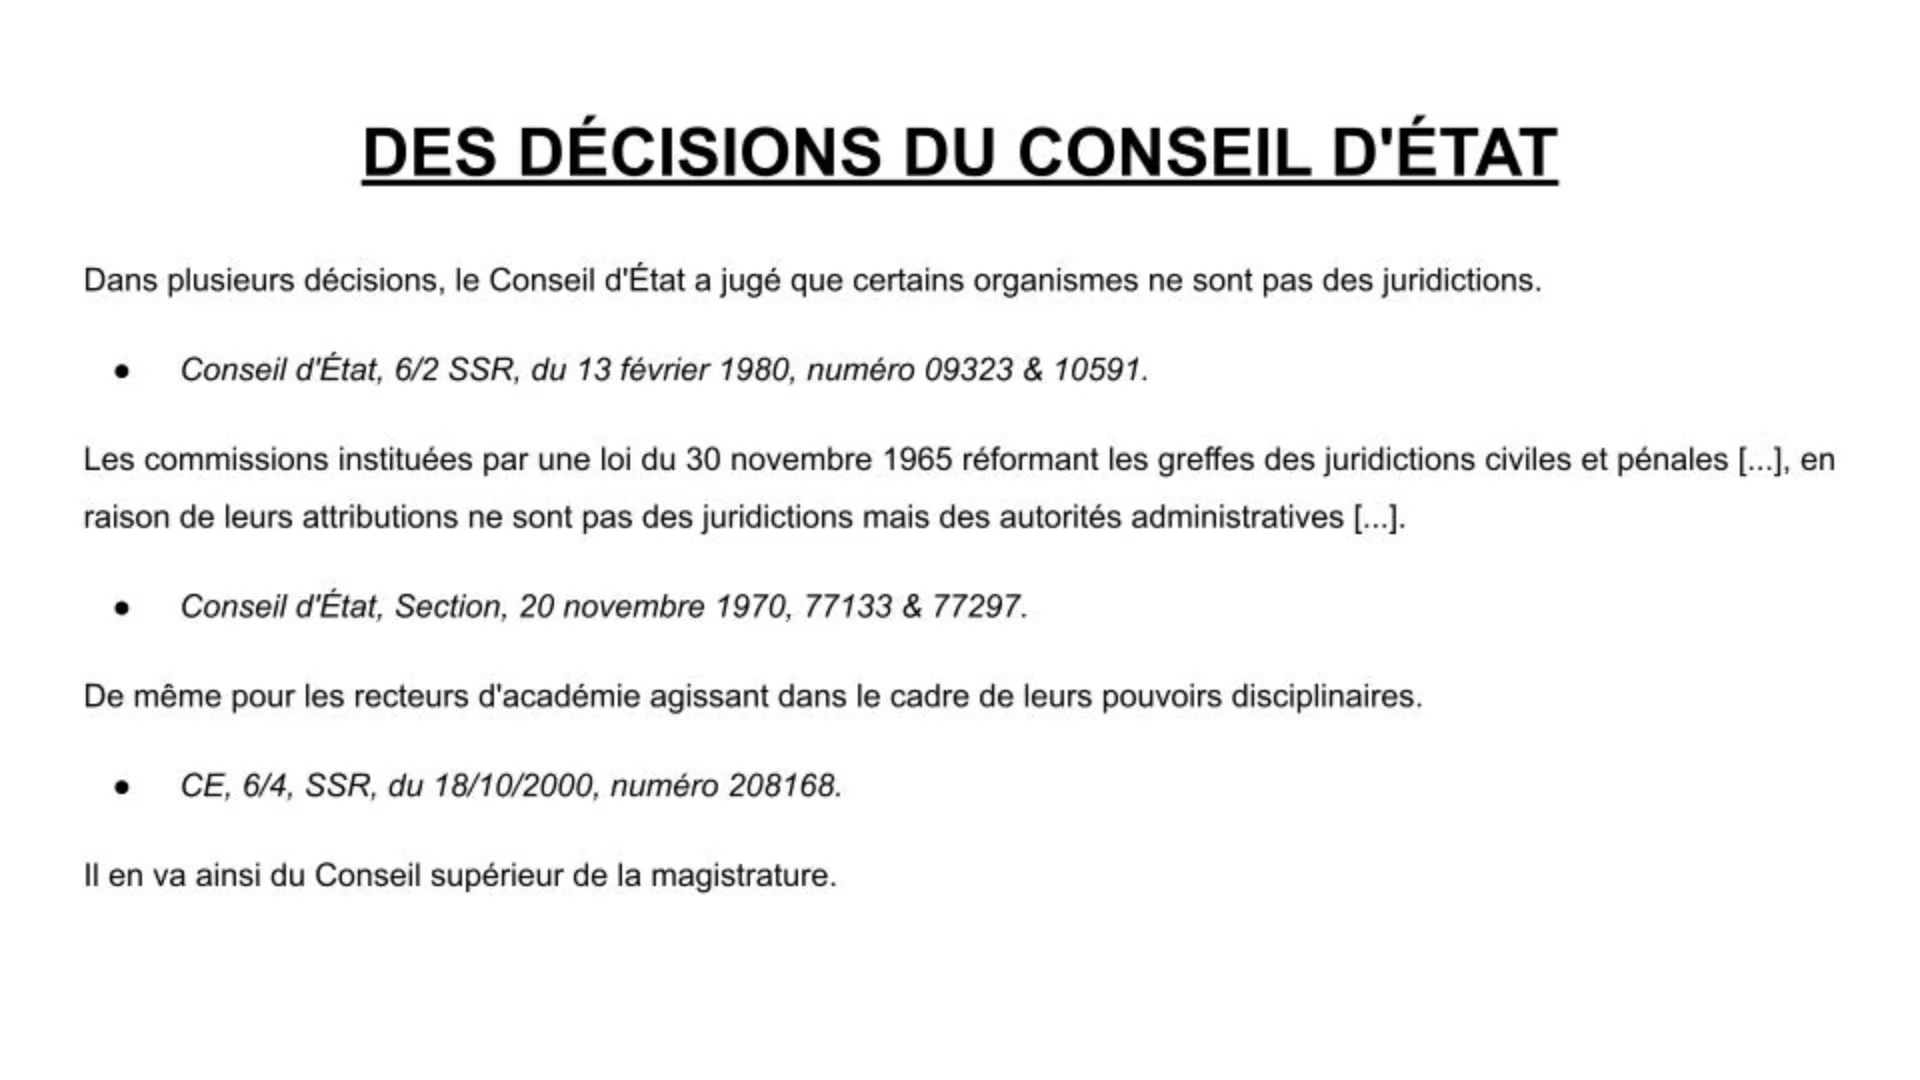 DES DÉCISIONS DU CONSEIL D'ÉTAT
Dans plusieurs décisions, le Conseil d'État a jugé que certains organismes ne sont pas des juridictions.
● Conseil d'État, 6/2 SSR, du 13 février 1980, numéro 09323 & 10591.
Les commissions instituées par une loi du 30 novembre 1965 réformant les greffes des juridictions civiles et pénales [...], en
raison de leurs attributions ne sont pas des juridictions mais des autorités administratives [...].
● Conseil d'État, Section, 20 novembre 1970, 77133 & 77297.
De même pour les recteurs d'académie agissant dans le cadre de leurs pouvoirs disciplinaires.
● CE, 6/4, SSR, du 18/10/2000, numéro 208168.
Il en va ainsi du Conseil supérieur de la magistrature.